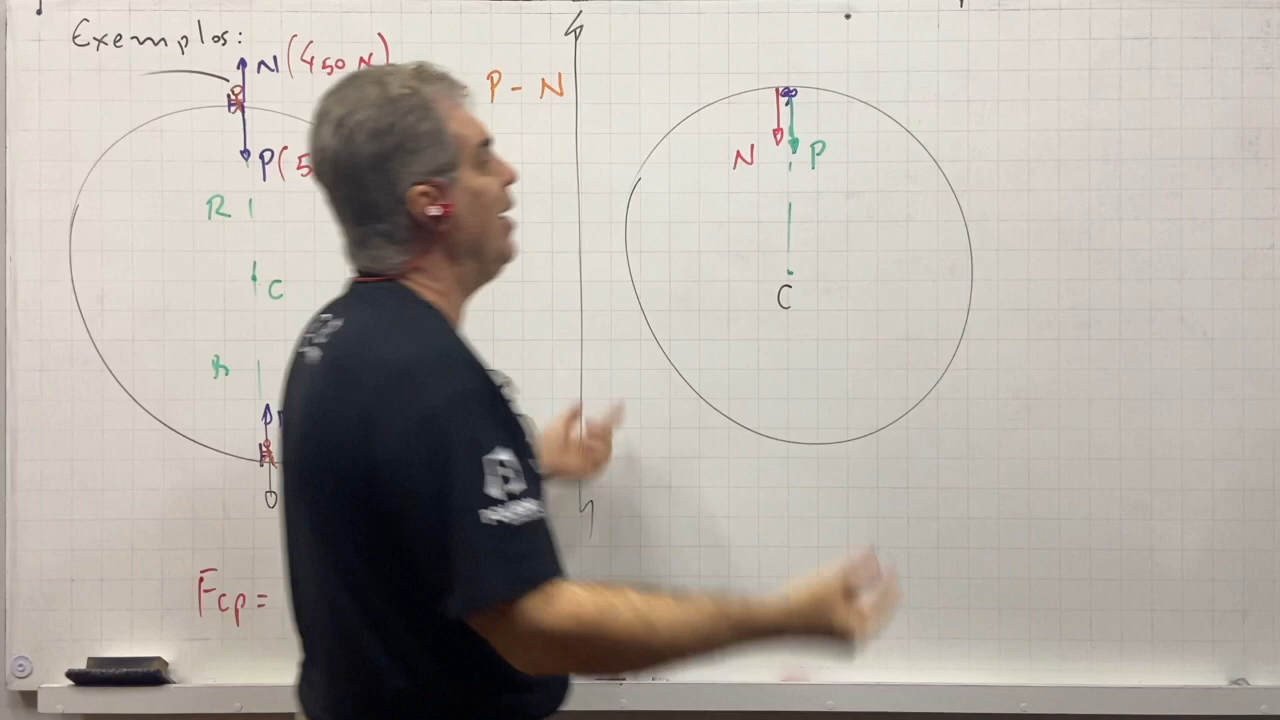 Exemplos:
N (450 N)
P - N
P (5
R
C
R
Fcp =
N P
C